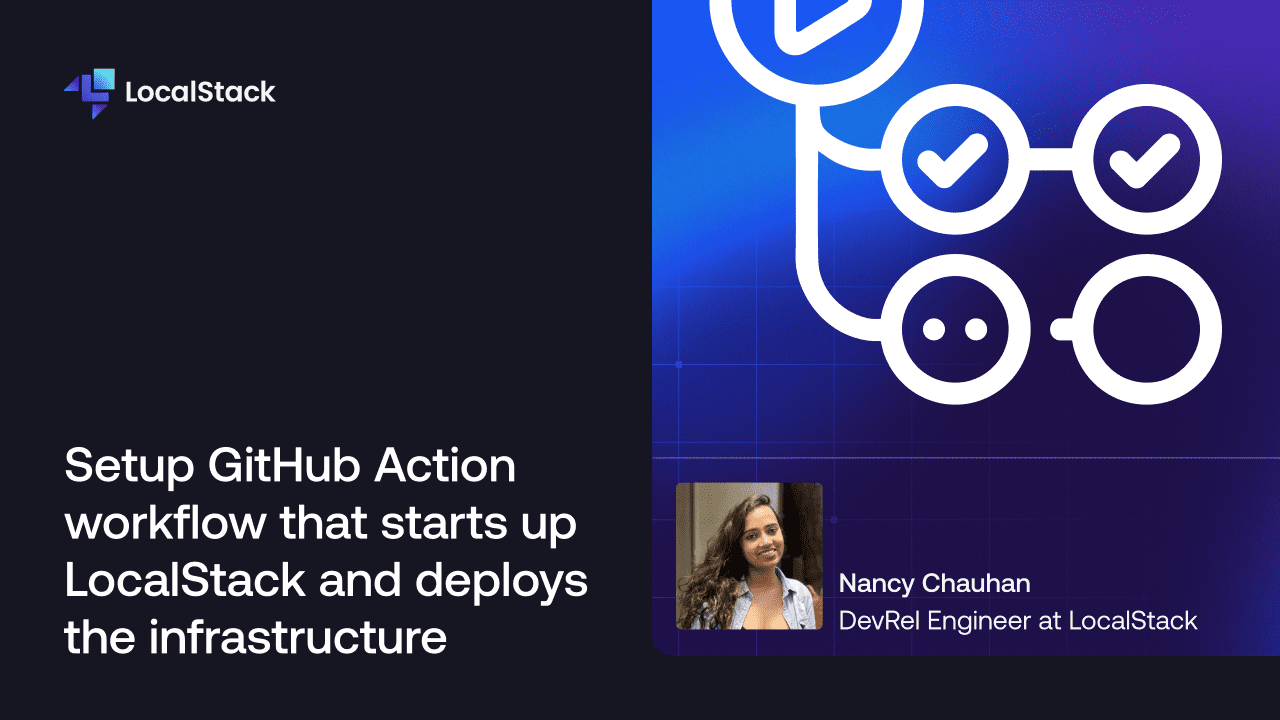 LocalStack
Setup GitHub Action
workflow that starts up
LocalStack and deploys
the infrastructure
Nancy Chauhan
DevRel Engineer at LocalStack